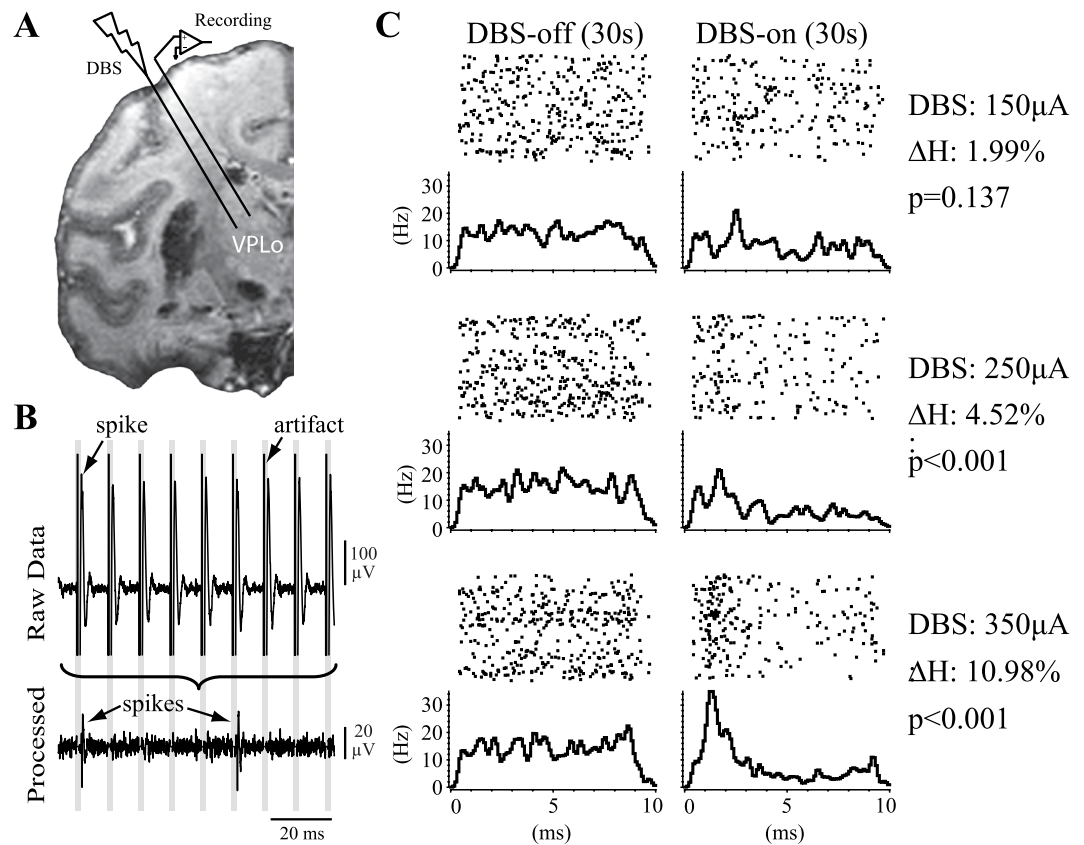 A
Recording
DBS
VPLo
B
spike
artifact
Raw Data
100
µV
Processed
spikes
20
µV
20 ms
C
DBS-off (30s)
DBS-on (30s)
DBS: 150µA
ΔH: 1.99%
p=0.137
(Hz)
30
20
10
0
DBS: 250µA
ΔH: 4.52%
p<0.001
(Hz)
30
20
10
0
DBS: 350µA
ΔH: 10.98%
p<0.001
(Hz)
30
20
10
0
0 5 10
(ms)
0 5 10
(ms)